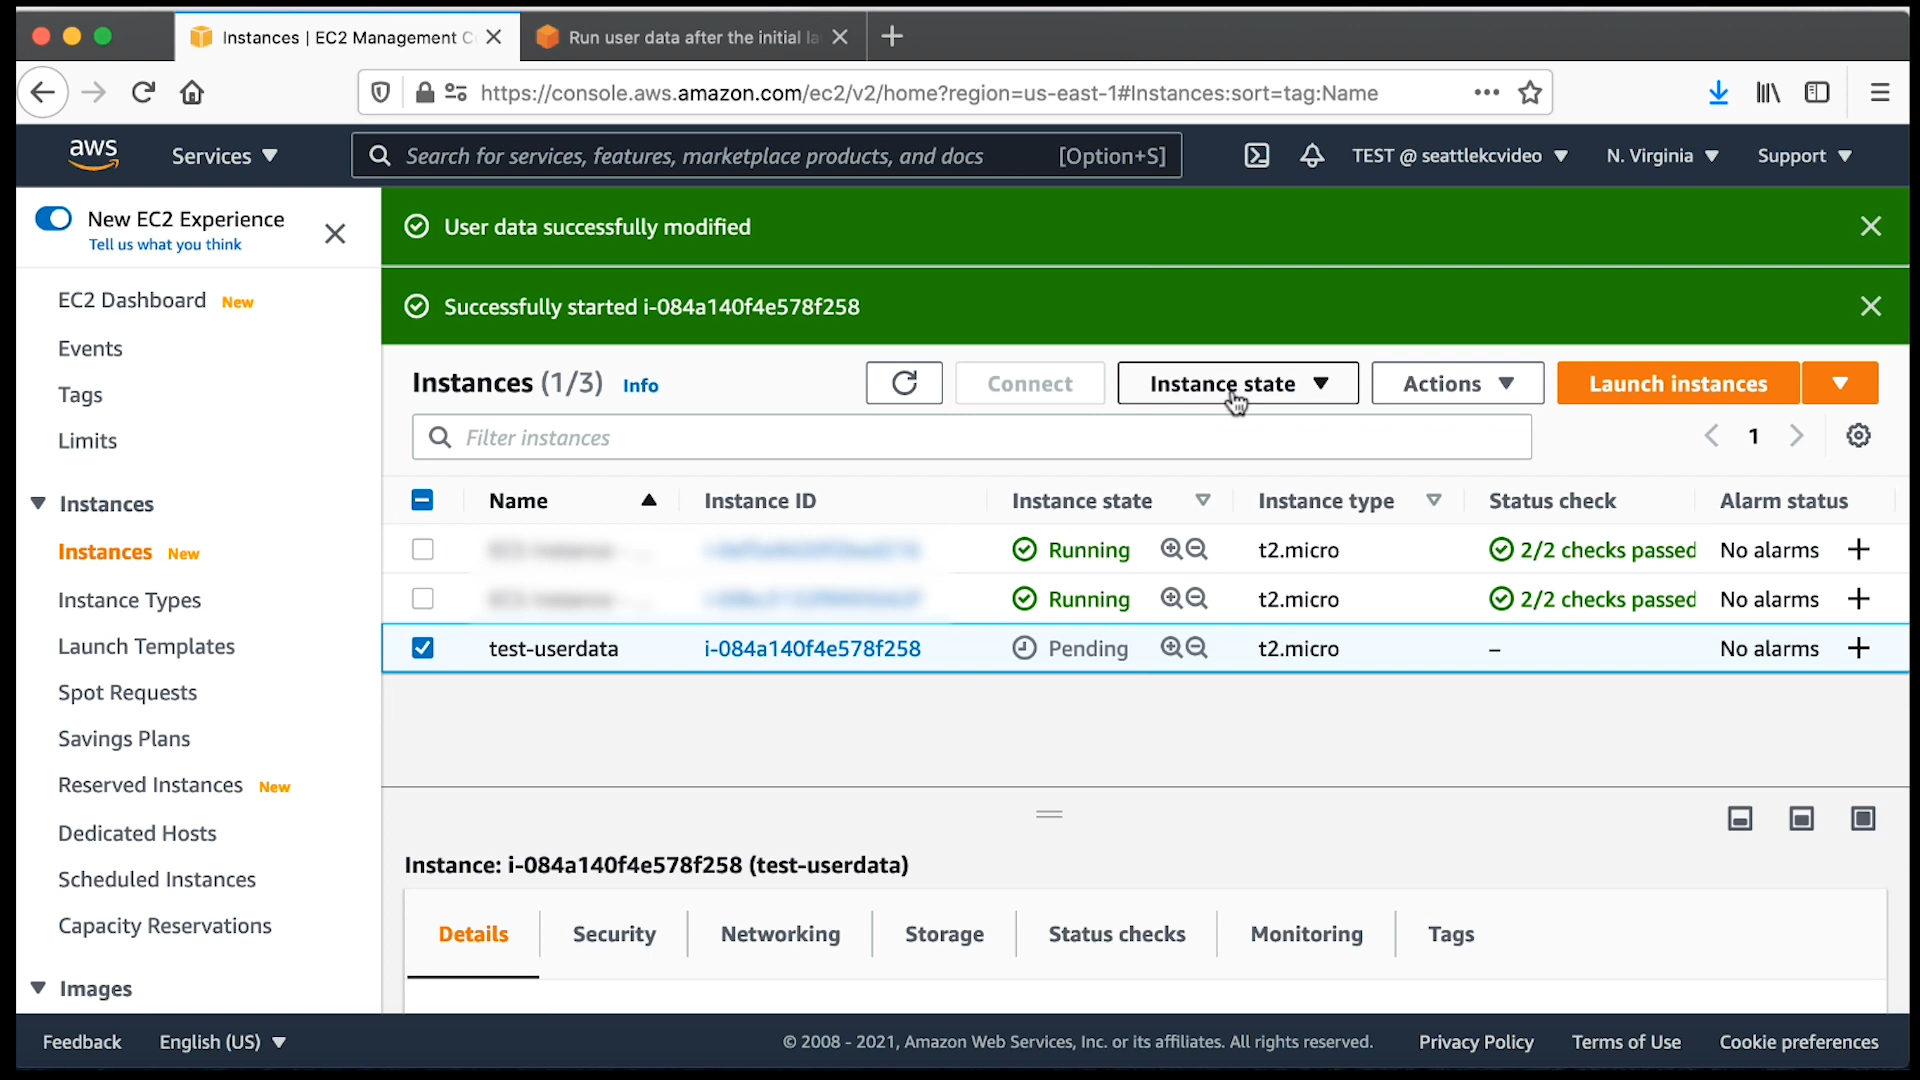 Instances | EC2 Management C
Run user data after the initial la
https://console.aws.amazon.com/ec2/v2/home?region=us-east-1#Instances:sort=tag:Name
aws
Services
Search for services, features, marketplace products, and docs
[Option+S]
TEST @ seattlekcvideo
N. Virginia
Support
New EC2 Experience
Tell us what you think
User data successfully modified
Successfully started i-084a140f4e578f258
EC2 Dashboard New
Events
Tags
Limits
Instances
Instances New
Instance Types
Launch Templates
Spot Requests
Savings Plans
Reserved Instances New
Dedicated Hosts
Scheduled Instances
Capacity Reservations
Images
Instances (1/3) Info
Connect
Instance state
Actions
Launch instances
Filter instances
1
Name Instance ID Instance state Instance type Status check Alarm status
Running t2.micro 2/2 checks passed No alarms
Running t2.micro 2/2 checks passed No alarms
test-userdata i-084a140f4e578f258 Pending t2.micro – No alarms
Instance: i-084a140f4e578f258 (test-userdata)
Details Security Networking Storage Status checks Monitoring Tags
Feedback English (US) © 2008 - 2021, Amazon Web Services, Inc. or its affiliates. All rights reserved. Privacy Policy Terms of Use Cookie preferences